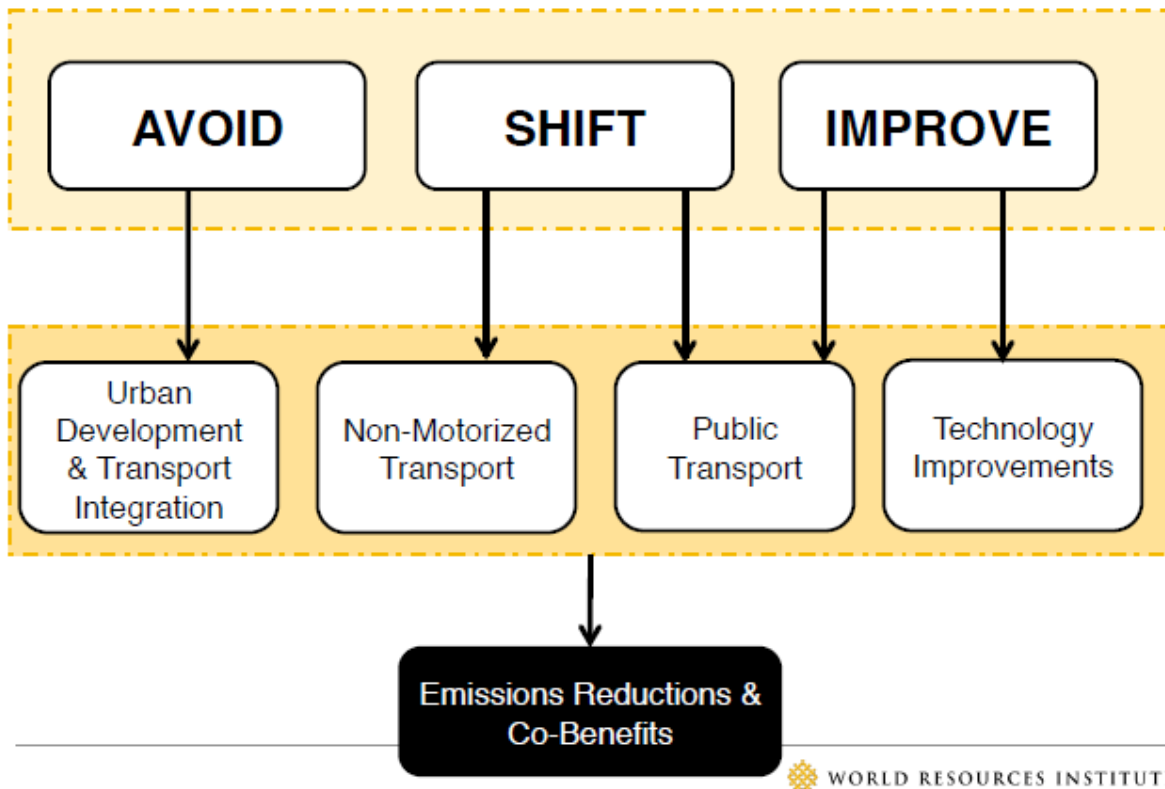 AVOID
SHIFT
IMPROVE
Urban
Development
& Transport
Integration
Non-Motorized
Transport
Public
Transport
Technology
Improvements
Emissions Reductions &
Co-Benefits
WORLD RESOURCES INSTITUT